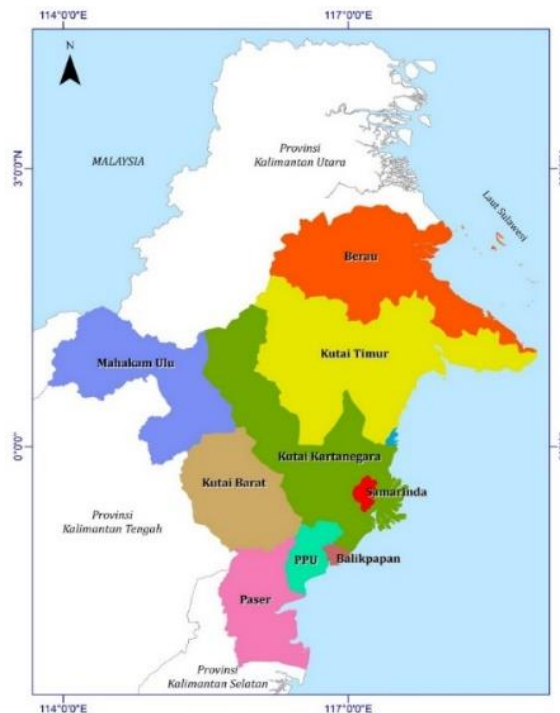 114°0'0"E 117°0'0"E
N
MALAYSIA
Provinsi
Kalimantan Utara
3°0'0"N
Laut Sulawesi
Berau
Kutai Timur
Mahakam Ulu
0°0'0"
Kutai Kartanegara
Kutai Barat
Samarinda
Provinsi
Kalimantan Tengah
PPU
Balikpapan
Paser
Provinsi
Kalimantan Selatan
114°0'0"E 117°0'0"E